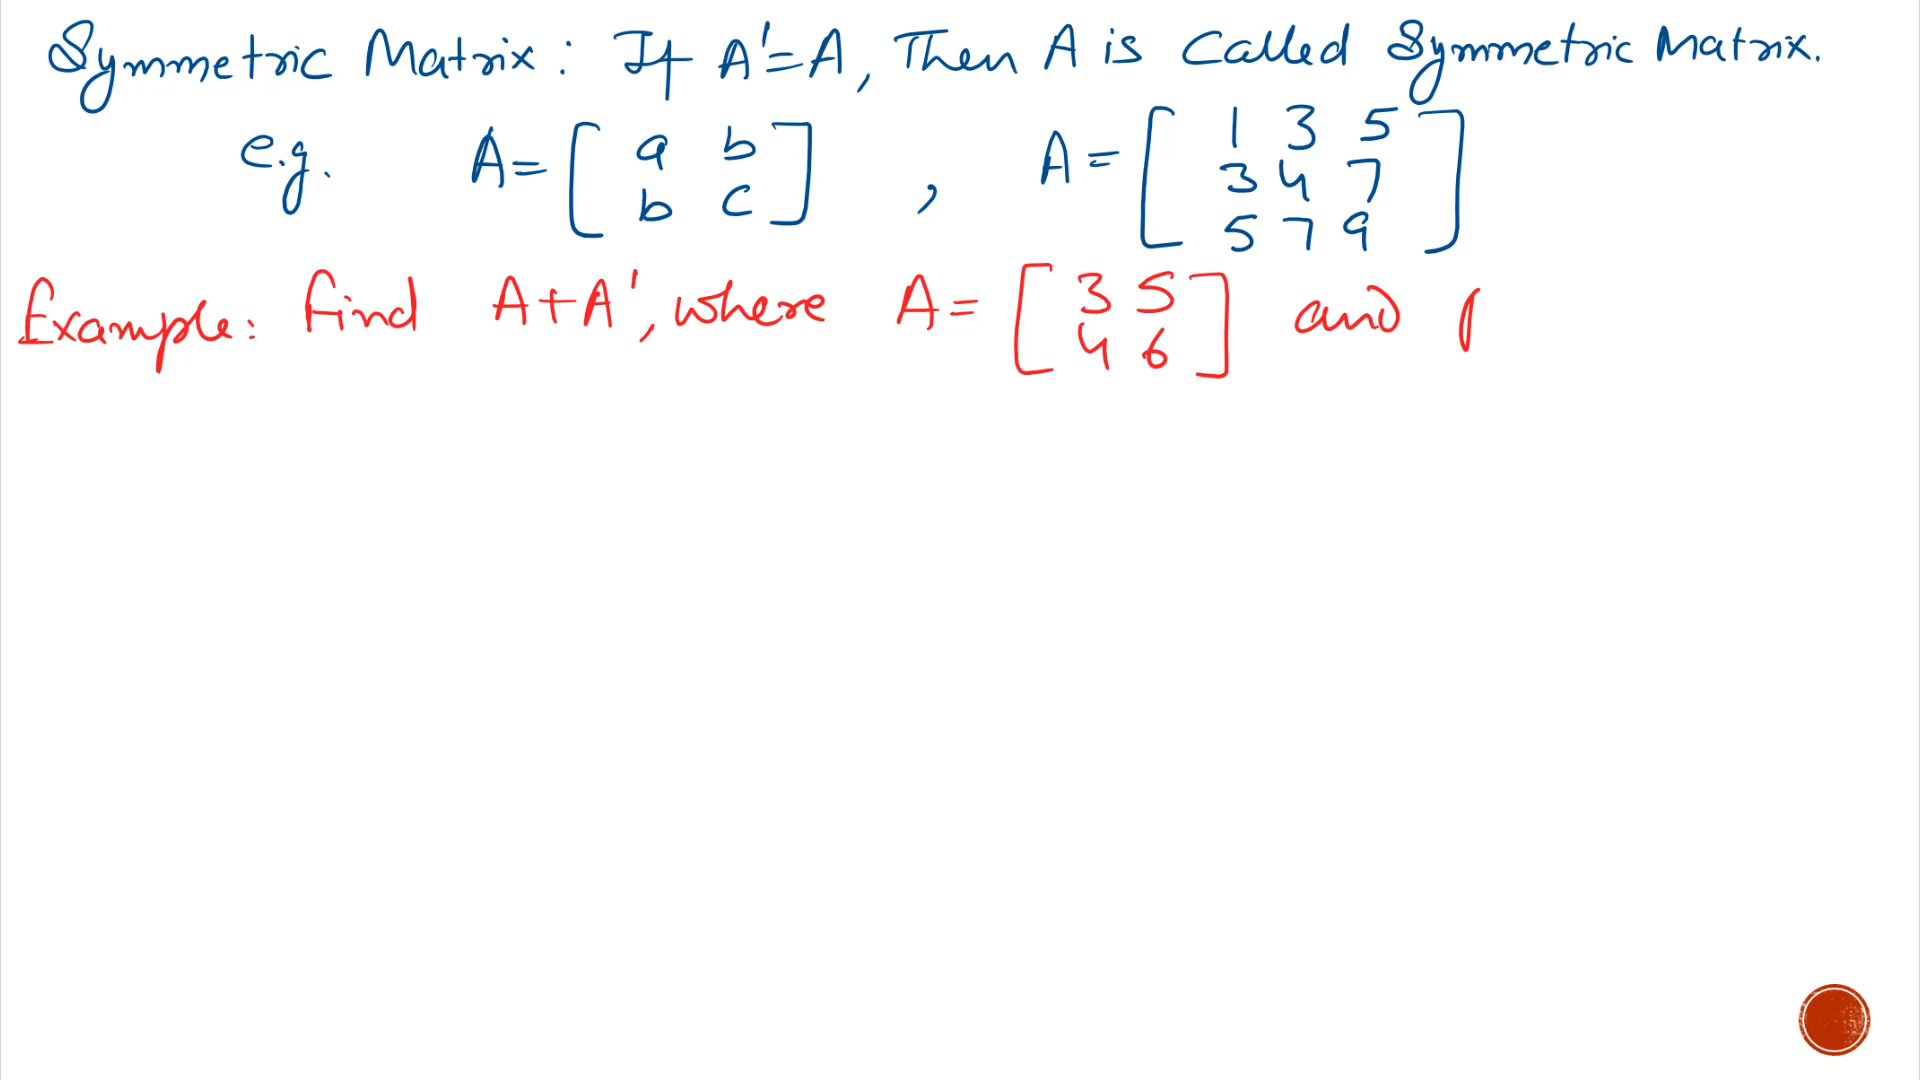 Symmetric Matrix: If A'=A, Then A is Called Symmetric Matrix.
e.g. A=[a b
b c] , A=[1 3 5
3 4 7
5 7 9]
Example: Find A+A', where A=[3 5
4 6] and